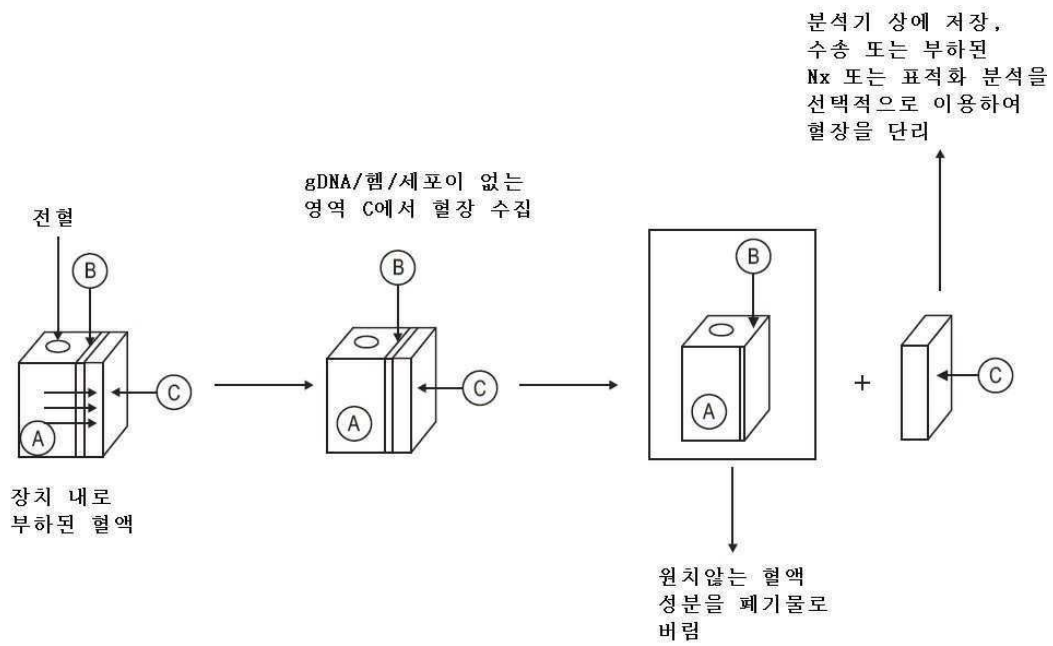 분석기 상에 저장,
수송 또는 부하된
Nx 또는 표적화 분석을
선택적으로 이용하여
혈장을 단리
gDNA/헴/세포이 없는
영역 C에서 혈장 수집
전혈
B
B
B
C
C
C
A
A
A
+
장치 내로
부하된 혈액
원치않는 혈액
성분을 폐기물로
버림